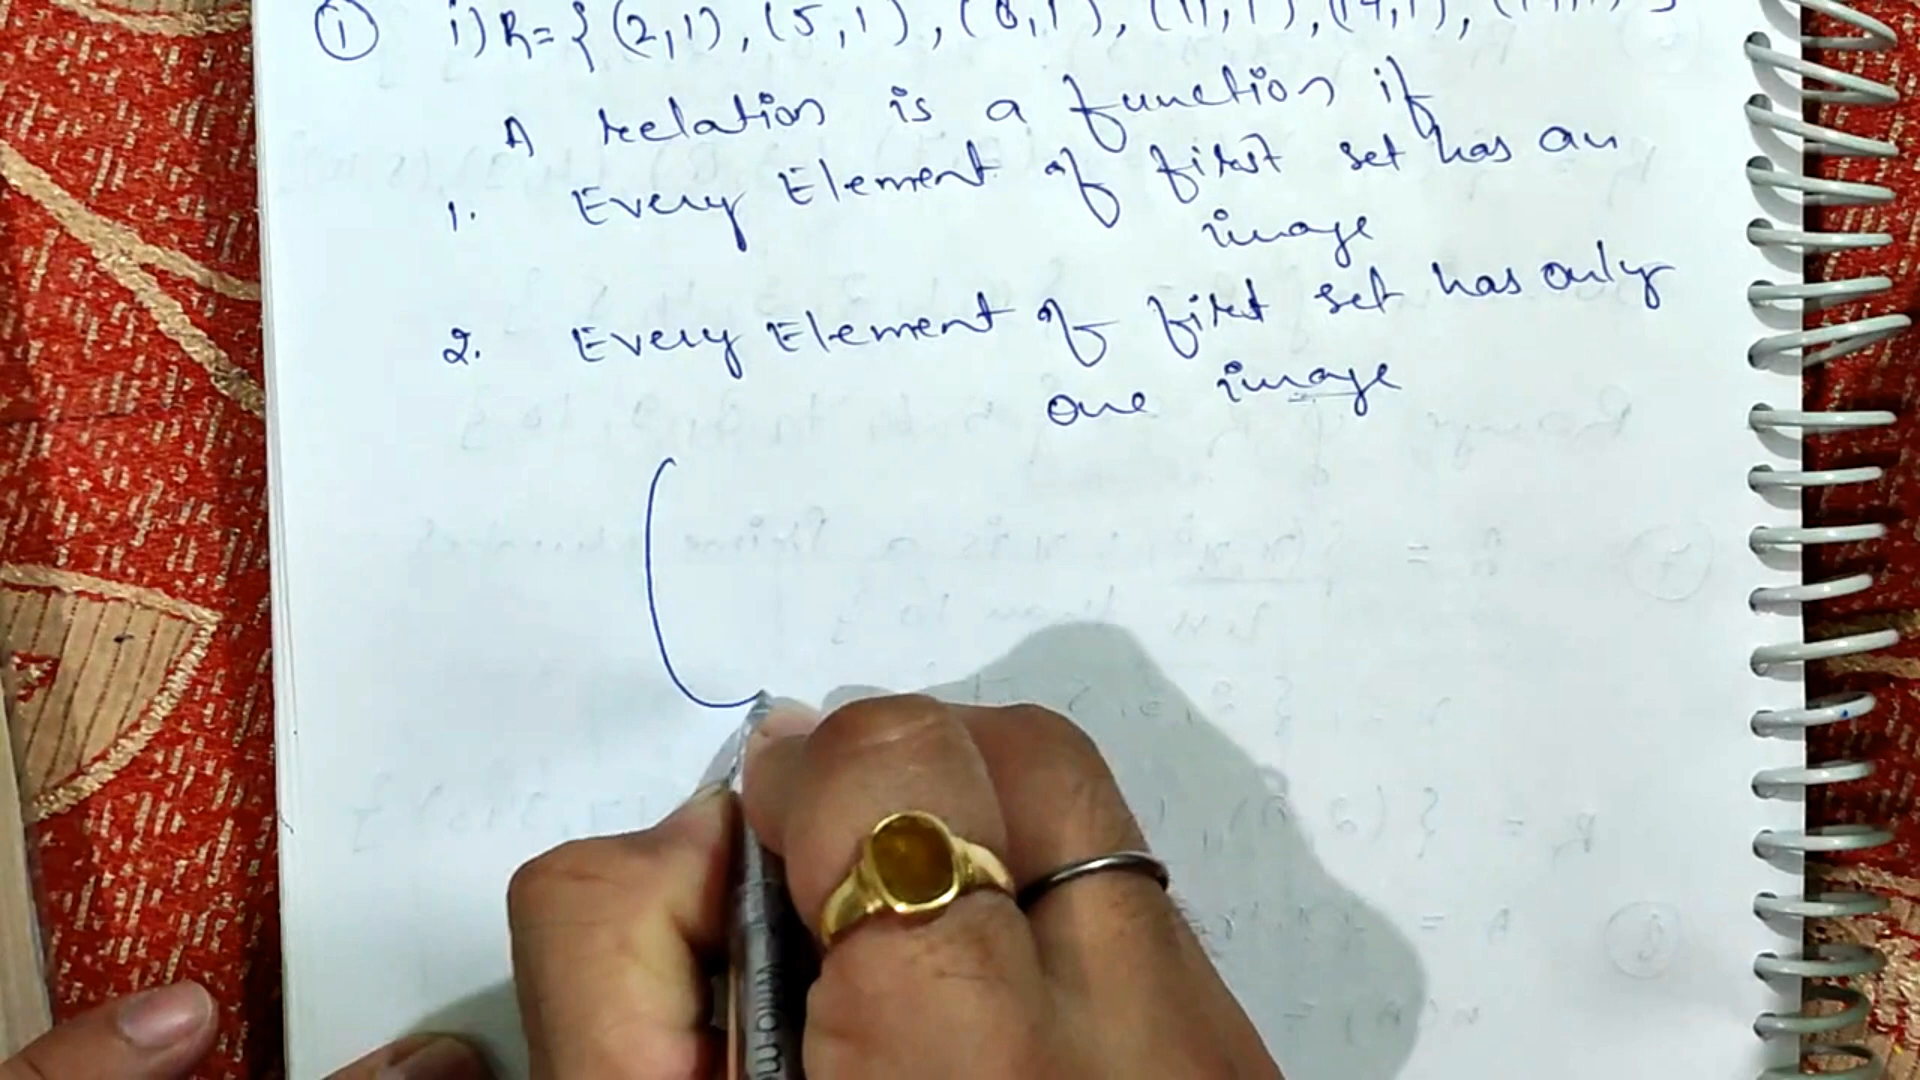 ① i) R = { (2,1), (5,1), (8,1), (11,1), (14,1),
A relation is a function if
1. Every Element of first set has an
image
2. Every Element of first set has only
one image